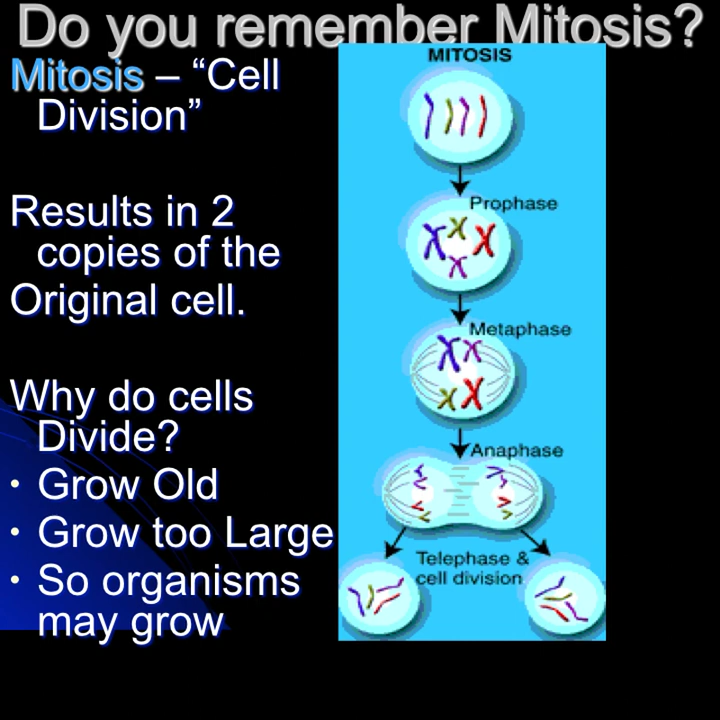 Do you remember Mitosis?
Mitosis – “Cell
Division”
Results in 2
copies of the
Original cell.
Why do cells
Divide?
• Grow Old
• Grow too Large
• So organisms
may grow
MITOSIS
Prophase
Metaphase
Anaphase
Telephase &
cell division